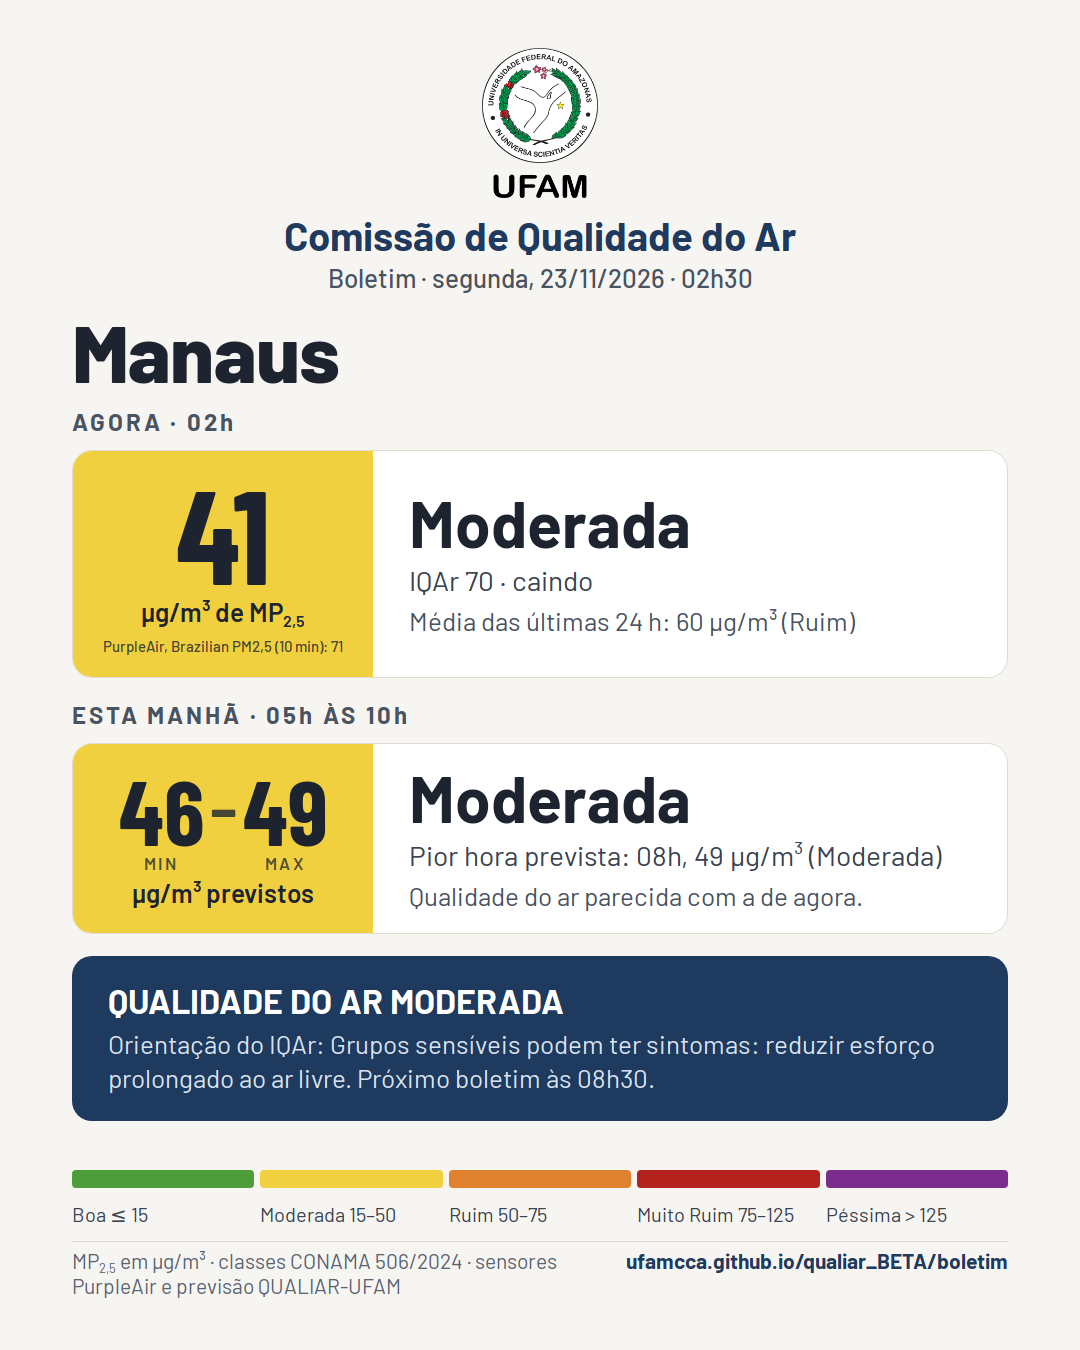 UNIVERSIDADE FEDERAL DO AMAZONAS
IN UNIVERSA SCIENTIA VERITAS
UFAM
Comissão de Qualidade do Ar
Boletim · segunda, 23/11/2026 · 02h30
Manaus
AGORA · 02h
41
µg/m³ de MP2,5
PurpleAir, Brazilian PM2,5 (10 min): 71
Moderada
IQAr 70 · caindo
Média das últimas 24 h: 60 µg/m³ (Ruim)
ESTA MANHÃ · 05h ÀS 10h
46 – 49
MIN MAX
µg/m³ previstos
Moderada
Pior hora prevista: 08h, 49 µg/m³ (Moderada)
Qualidade do ar parecida com a de agora.
QUALIDADE DO AR MODERADA
Orientação do IQAr: Grupos sensíveis podem ter sintomas: reduzir esforço
prolongado ao ar livre. Próximo boletim às 08h30.
Boa ≤ 15 Moderada 15–50 Ruim 50–75 Muito Ruim 75–125 Péssima > 125
MP2,5 em µg/m³ · classes CONAMA 506/2024 · sensores
PurpleAir e previsão QUALIAR-UFAM
ufamcca.github.io/qualiar_BETA/boletim